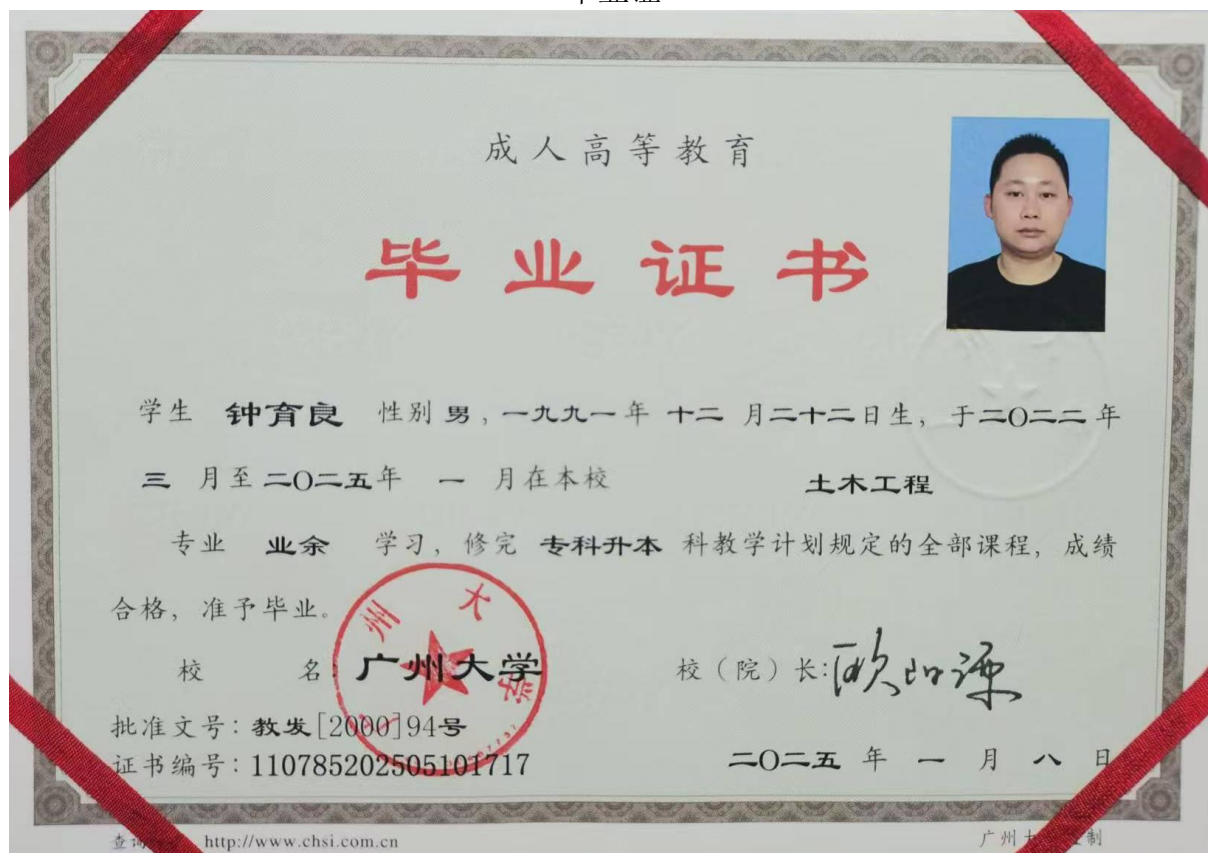 成人高等教育
毕业证书
学生 钟育良 性别 男，一九九一年 十二 月二十二日生，于二〇二二年
三 月至 二〇二五年 一 月在本校 土木工程
专业 业余 学习，修完 专科升本 科教学计划规定的全部课程，成绩
合格，准予毕业。
校 名：广州大学 校（院）长：
批准文号：教发[2000]94号
证书编号：110785202505101717 二〇二五 年 一 月 八 日
http://www.chsi.com.cn 广州大 制